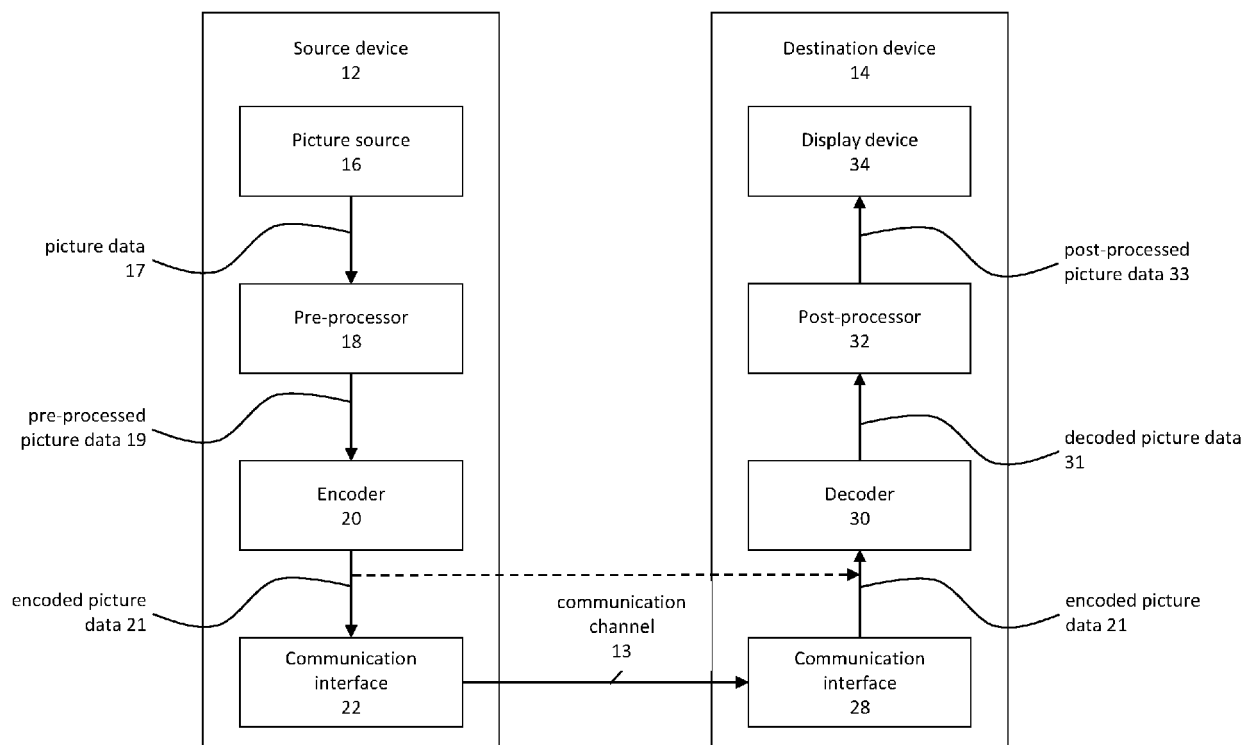 Source device
12
Picture source
16
picture data
17
Pre-processor
18
pre-processed
picture data 19
Encoder
20
encoded picture
data 21
Communication
interface
22
communication
channel
13
Destination device
14
Display device
34
post-processed
picture data 33
Post-processor
32
decoded picture data
31
Decoder
30
encoded picture
data 21
Communication
interface
28